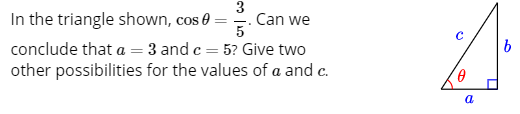 In the triangle shown, cos θ = 3/5. Can we
conclude that a = 3 and c = 5? Give two
other possibilities for the values of a and c.
c
b
θ
a